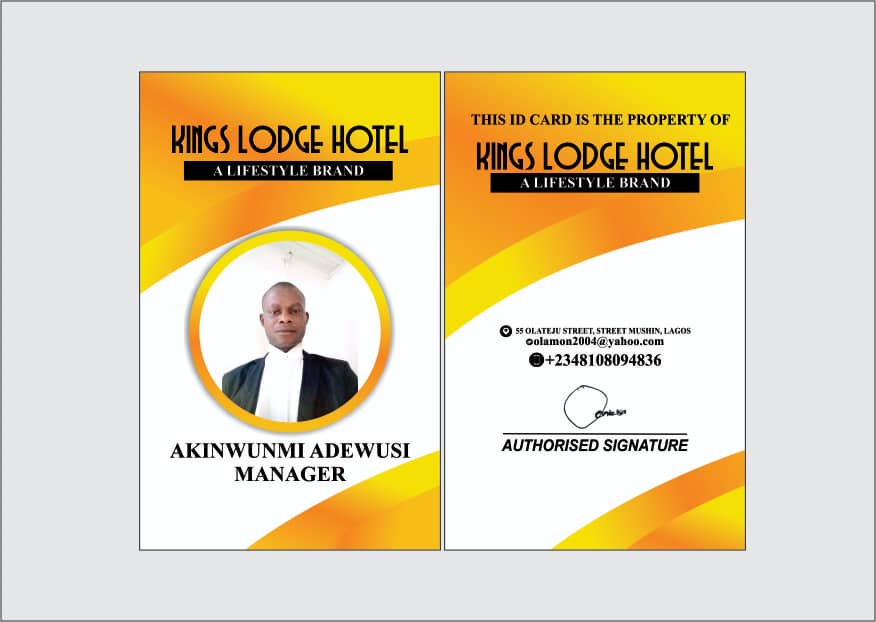 KINGS LODGE HOTEL
A LIFESTYLE BRAND
AKINWUNMI ADEWUSI
MANAGER
THIS ID CARD IS THE PROPERTY OF
KINGS LODGE HOTEL
A LIFESTYLE BRAND
55 OLATEJU STREET, STREET MUSHIN, LAGOS
olamon2004@yahoo.com
+2348108094836
AUTHORISED SIGNATURE